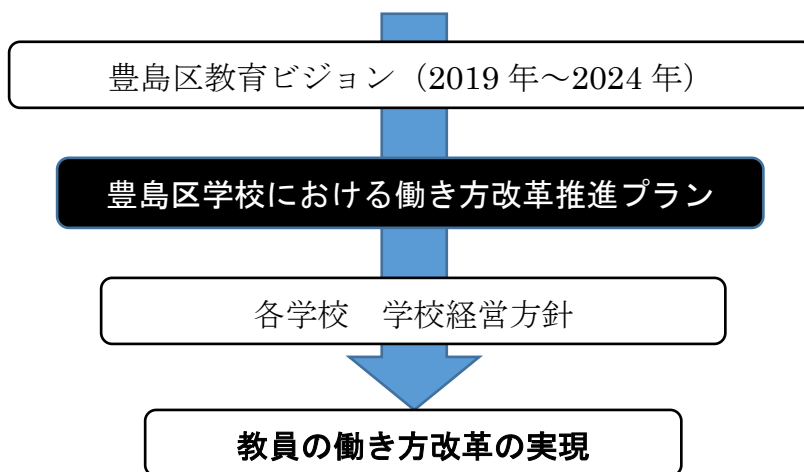 豊島区教育ビジョン（2019 年～2024 年）
豊島区学校における働き方改革推進プラン
各学校　学校経営方針
教員の働き方改革の実現